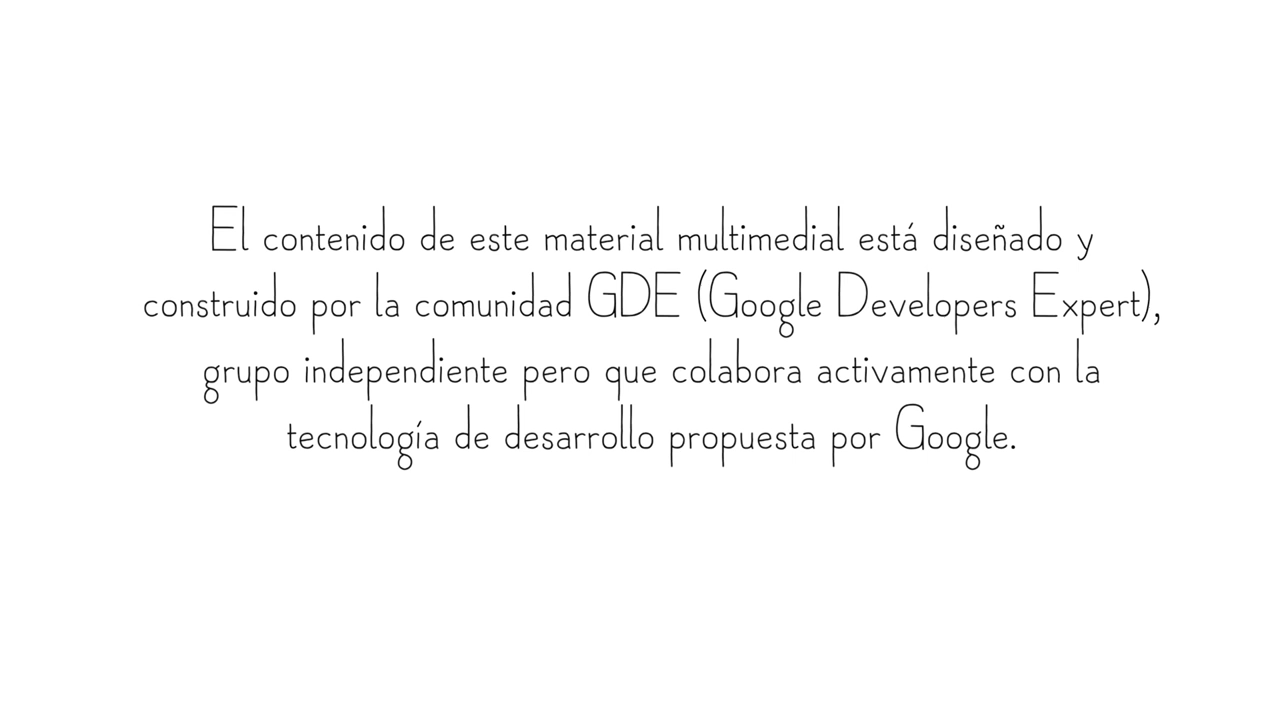 El contenido de este material multimedial está diseñado y
construido por la comunidad GDE (Google Developers Expert),
grupo independiente pero que colabora activamente con la
tecnología de desarrollo propuesta por Google.